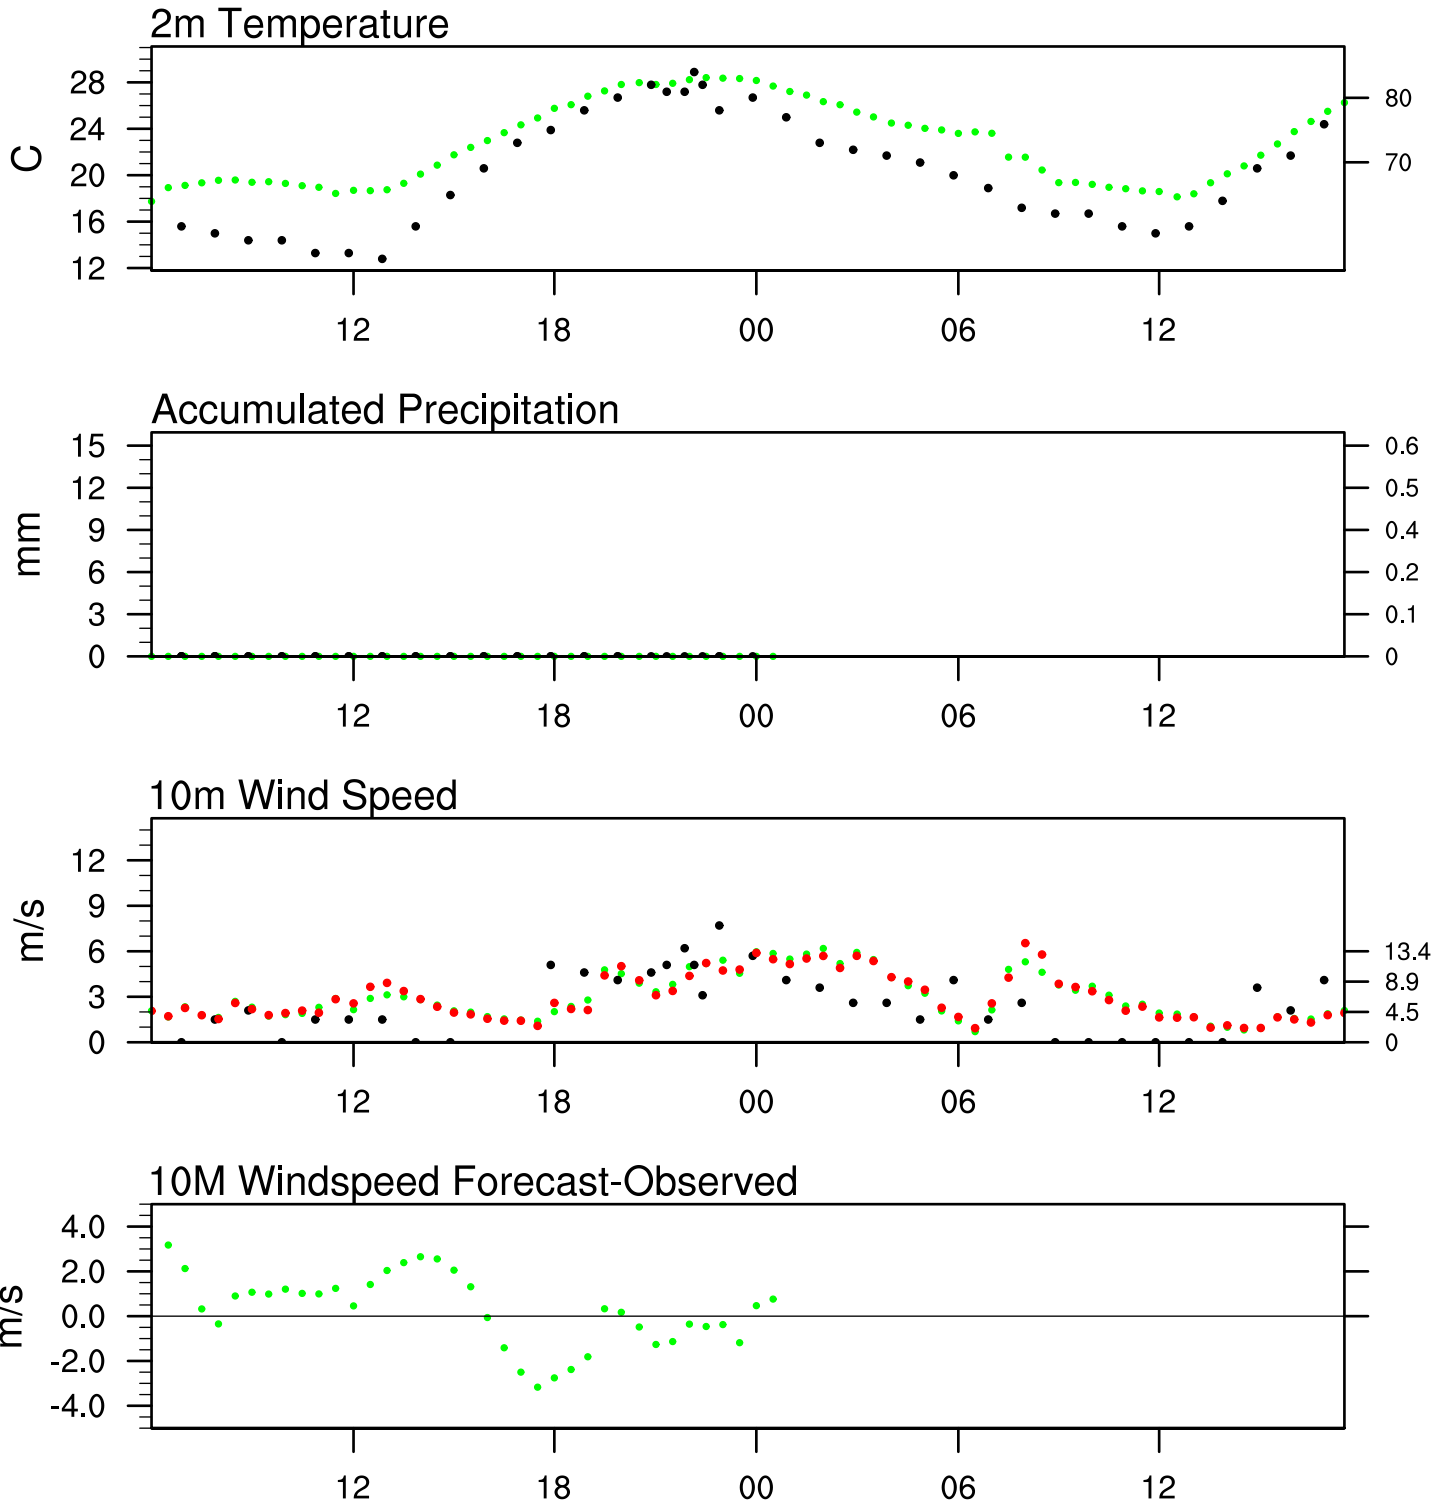 2m Temperature
28
24
20
16
12
C
80
70
12 18 00 06 12
Accumulated Precipitation
15
12
9
6
3
0
mm
0.6
0.5
0.4
0.2
0.1
0
12 18 00 06 12
10m Wind Speed
12
9
6
3
0
m/s
13.4
8.9
4.5
0
12 18 00 06 12
10M Windspeed Forecast-Observed
4.0
2.0
0.0
-2.0
-4.0
m/s
12 18 00 06 12